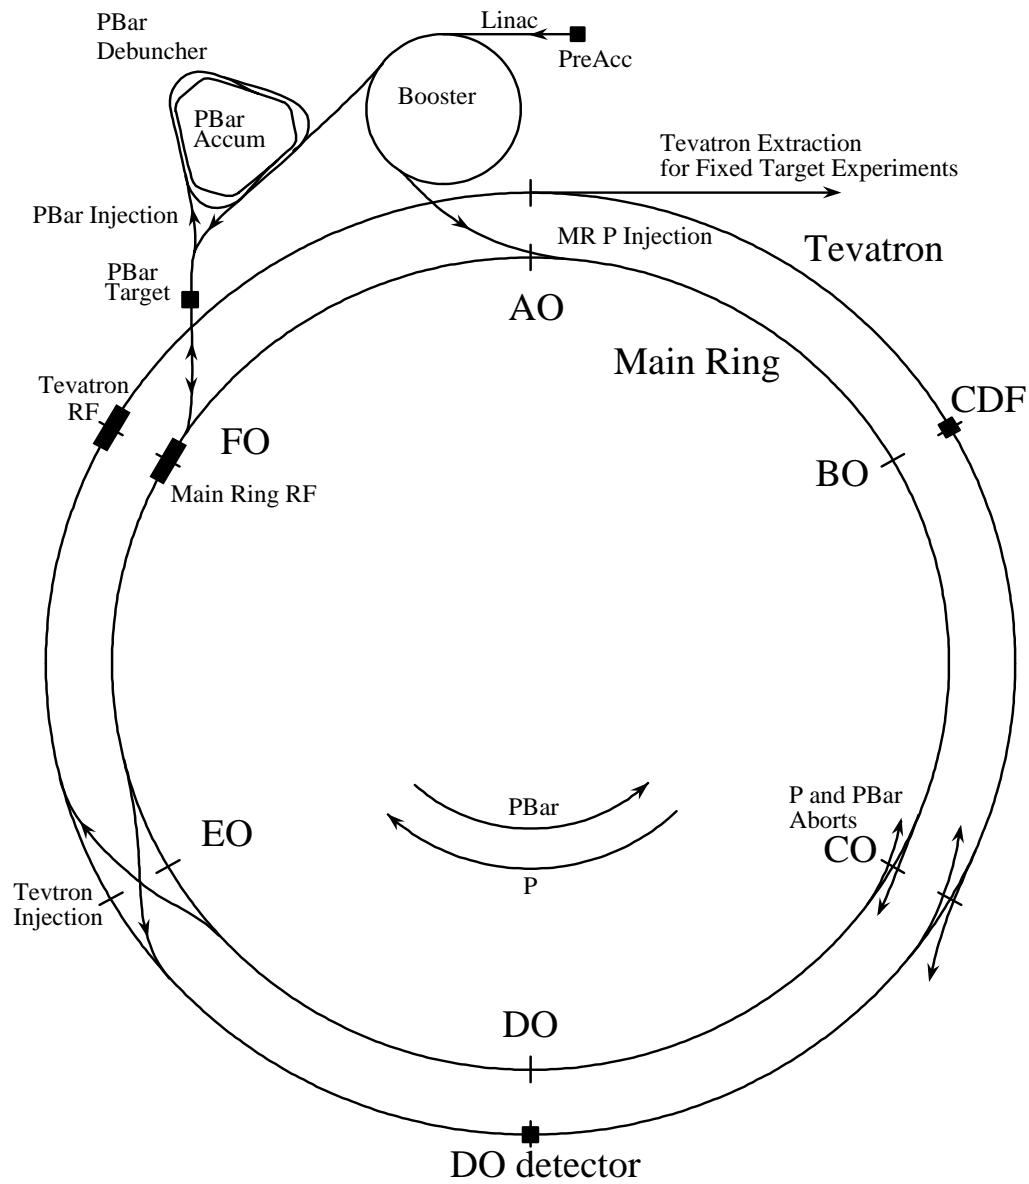 PBar
Debuncher
Linac
PreAcc
Booster
PBar
Accum
Tevatron Extraction
for Fixed Target Experiments
PBar Injection
MR P Injection
Tevatron
PBar
Target
AO
Main Ring
Tevatron
RF
CDF
FO
BO
Main Ring RF
PBar
P and PBar
Aborts
EO
CO
P
Tevtron
Injection
DO
DO detector